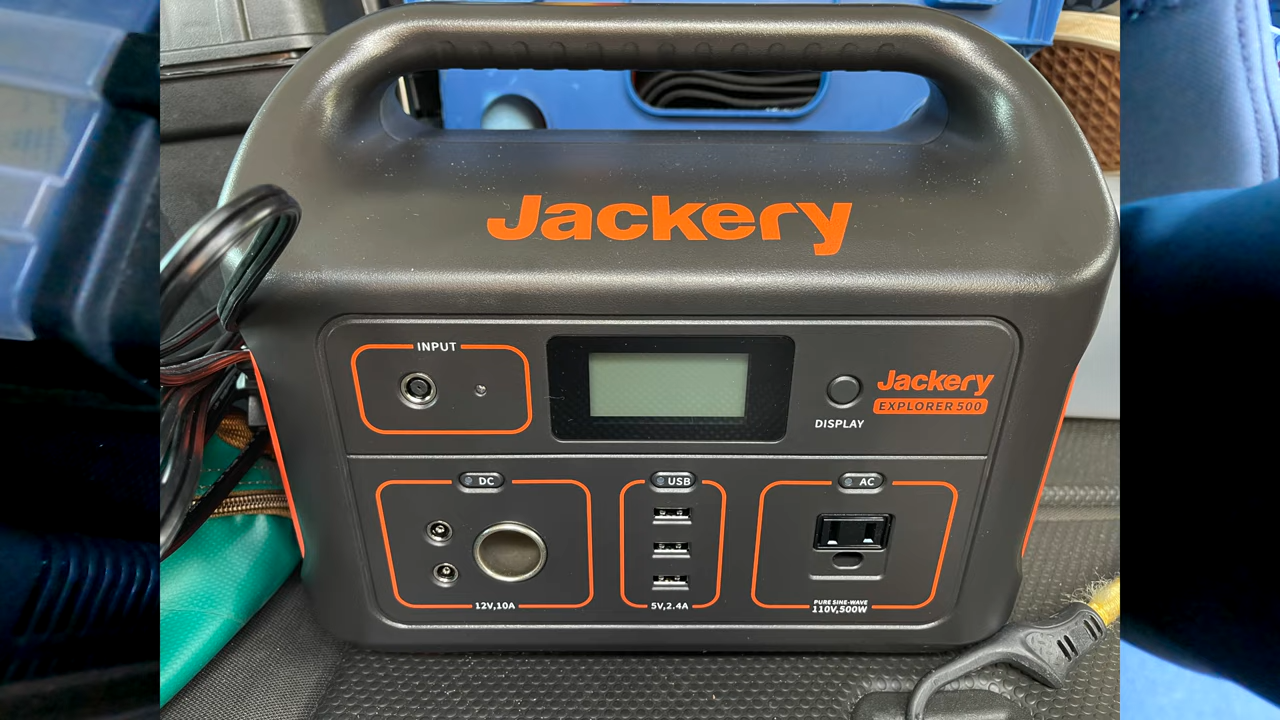 Jackery
INPUT
DISPLAY
Jackery
EXPLORER 500
DC
USB
AC
12V,10A
5V,2.4A
PURE SINE-WAVE
110V,500W